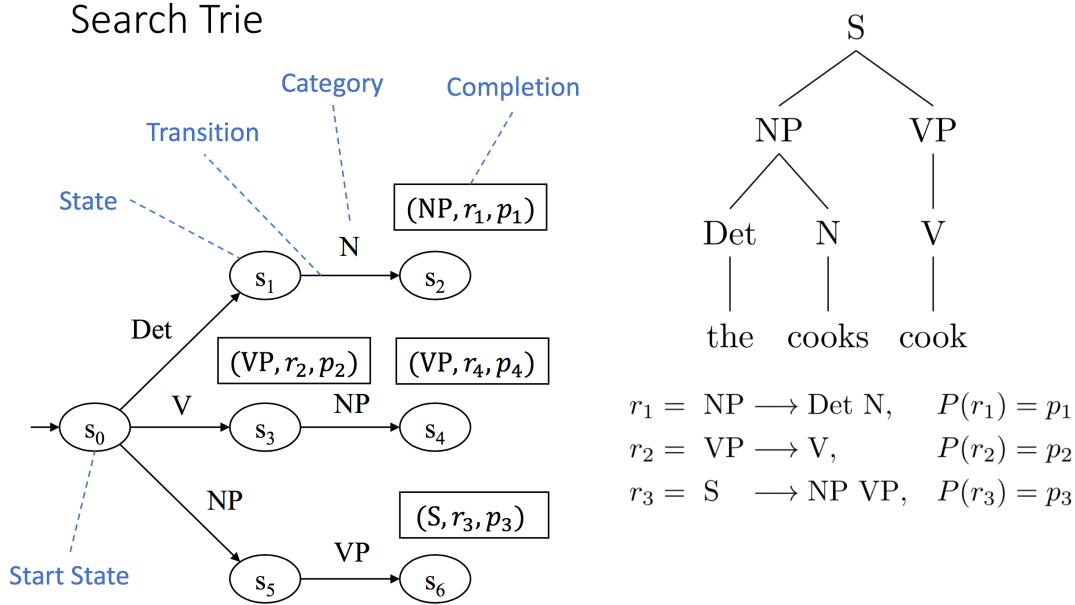 Search Trie
Category
Completion
Transition
State
(NP, r₁, p₁)
N
s₁
s₂
Det
(VP, r₂, p₂)
(VP, r₄, p₄)
V
NP
s₀
s₃
s₄
NP
(S, r₃, p₃)
VP
Start State
s₅
s₆
S
NP VP
Det N V
the cooks cook
r₁ = NP ⟶ Det N, P(r₁) = p₁
r₂ = VP ⟶ V, P(r₂) = p₂
r₃ = S ⟶ NP VP, P(r₃) = p₃